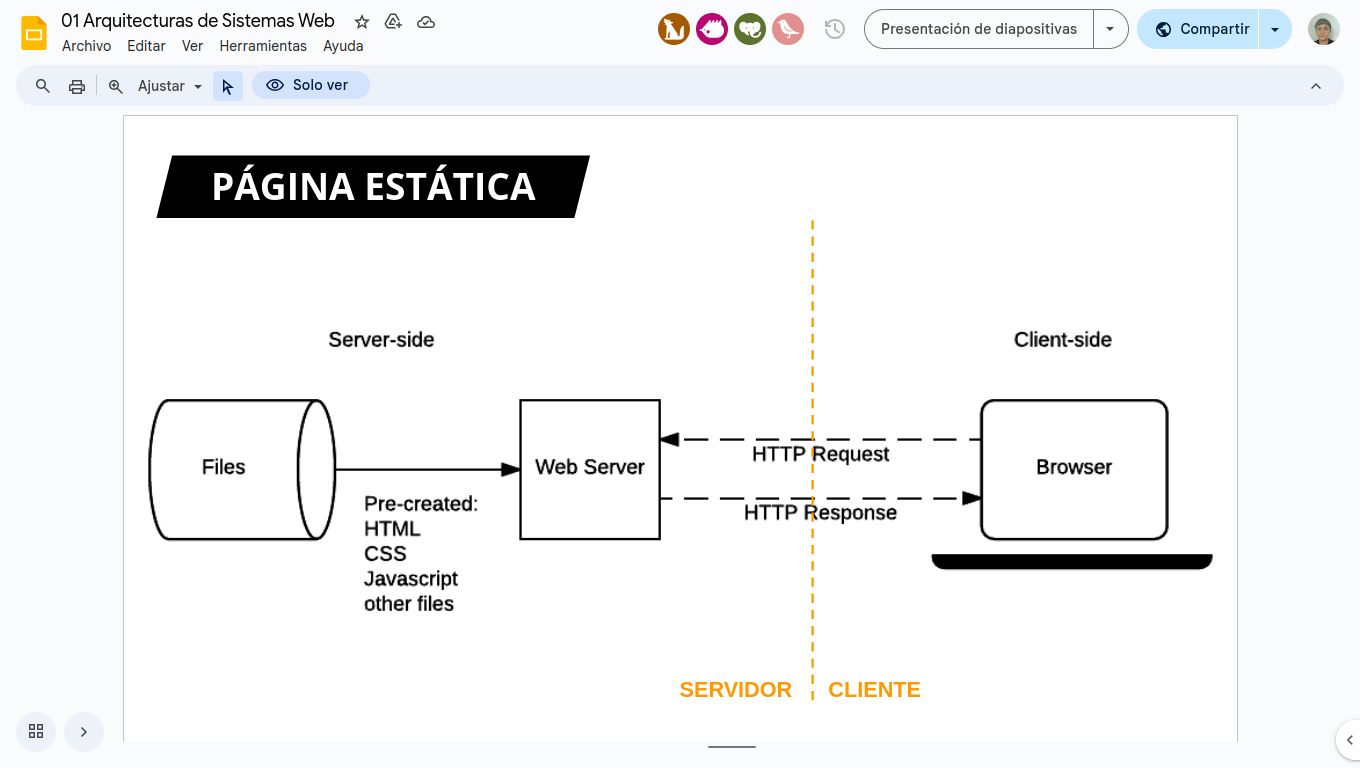 01 Arquitecturas de Sistemas Web
Archivo Editar Ver Herramientas Ayuda
Presentación de diapositivas
Compartir
Ajustar
Solo ver
PÁGINA ESTÁTICA
Server-side
Client-side
Files
Web Server
HTTP Request
HTTP Response
Browser
Pre-created:
HTML
CSS
Javascript
other files
SERVIDOR
CLIENTE